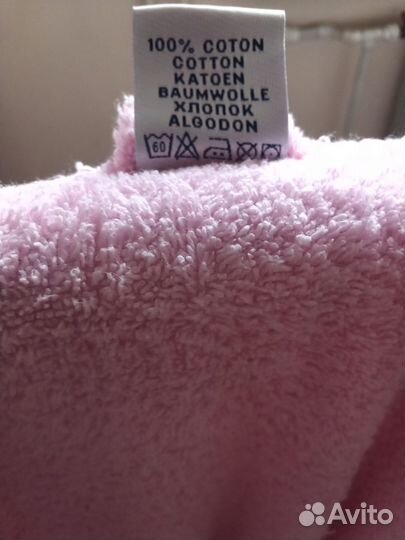 100% COTON
COTTON
KATOEN
BAUMWOLLE
ХЛОПОК
ALGODON
60
Avito